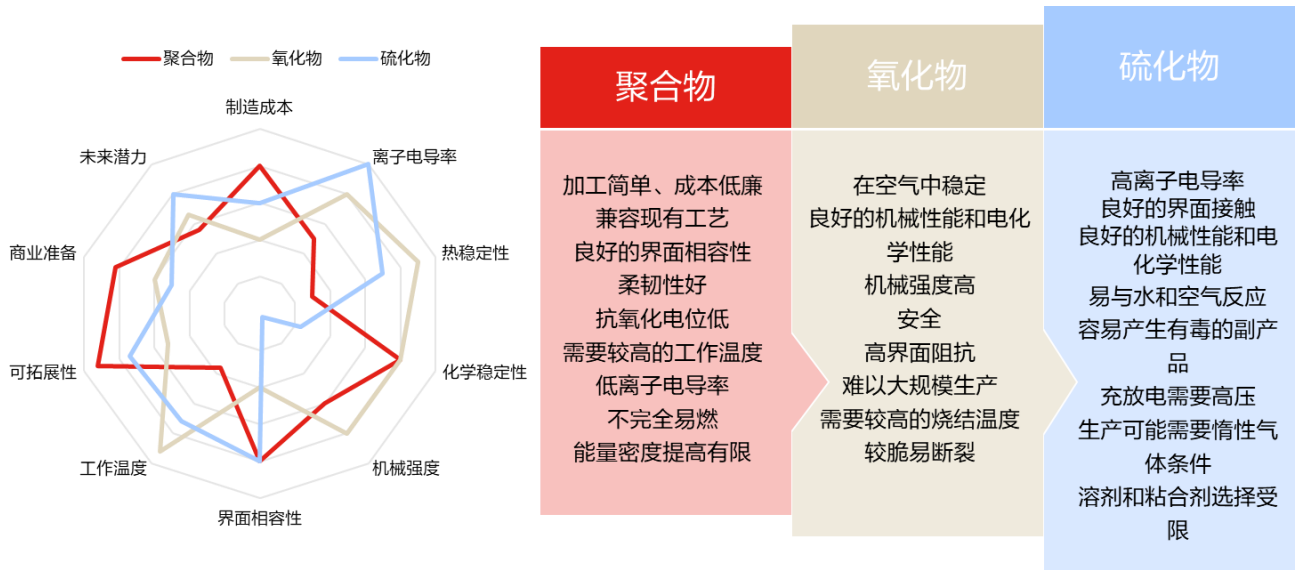 聚合物
氧化物
硫化物
制造成本
离子电导率
热稳定性
化学稳定性
机械强度
界面相容性
工作温度
可拓展性
商业准备
未来潜力
聚合物
加工简单、成本低廉
兼容现有工艺
良好的界面相容性
柔韧性好
抗氧化电位低
需要较高的工作温度
低离子电导率
不完全易燃
能量密度提高有限
氧化物
在空气中稳定
良好的机械性能和电化
学性能
机械强度高
安全
高界面阻抗
难以大规模生产
需要较高的烧结温度
较脆易断裂
硫化物
高离子电导率
良好的界面接触
良好的机械性能和电
化学性能
易与水和空气反应
容易产生有毒的副产
品
充放电需要高压
生产可能需要惰性气
体条件
溶剂和粘合剂选择受
限